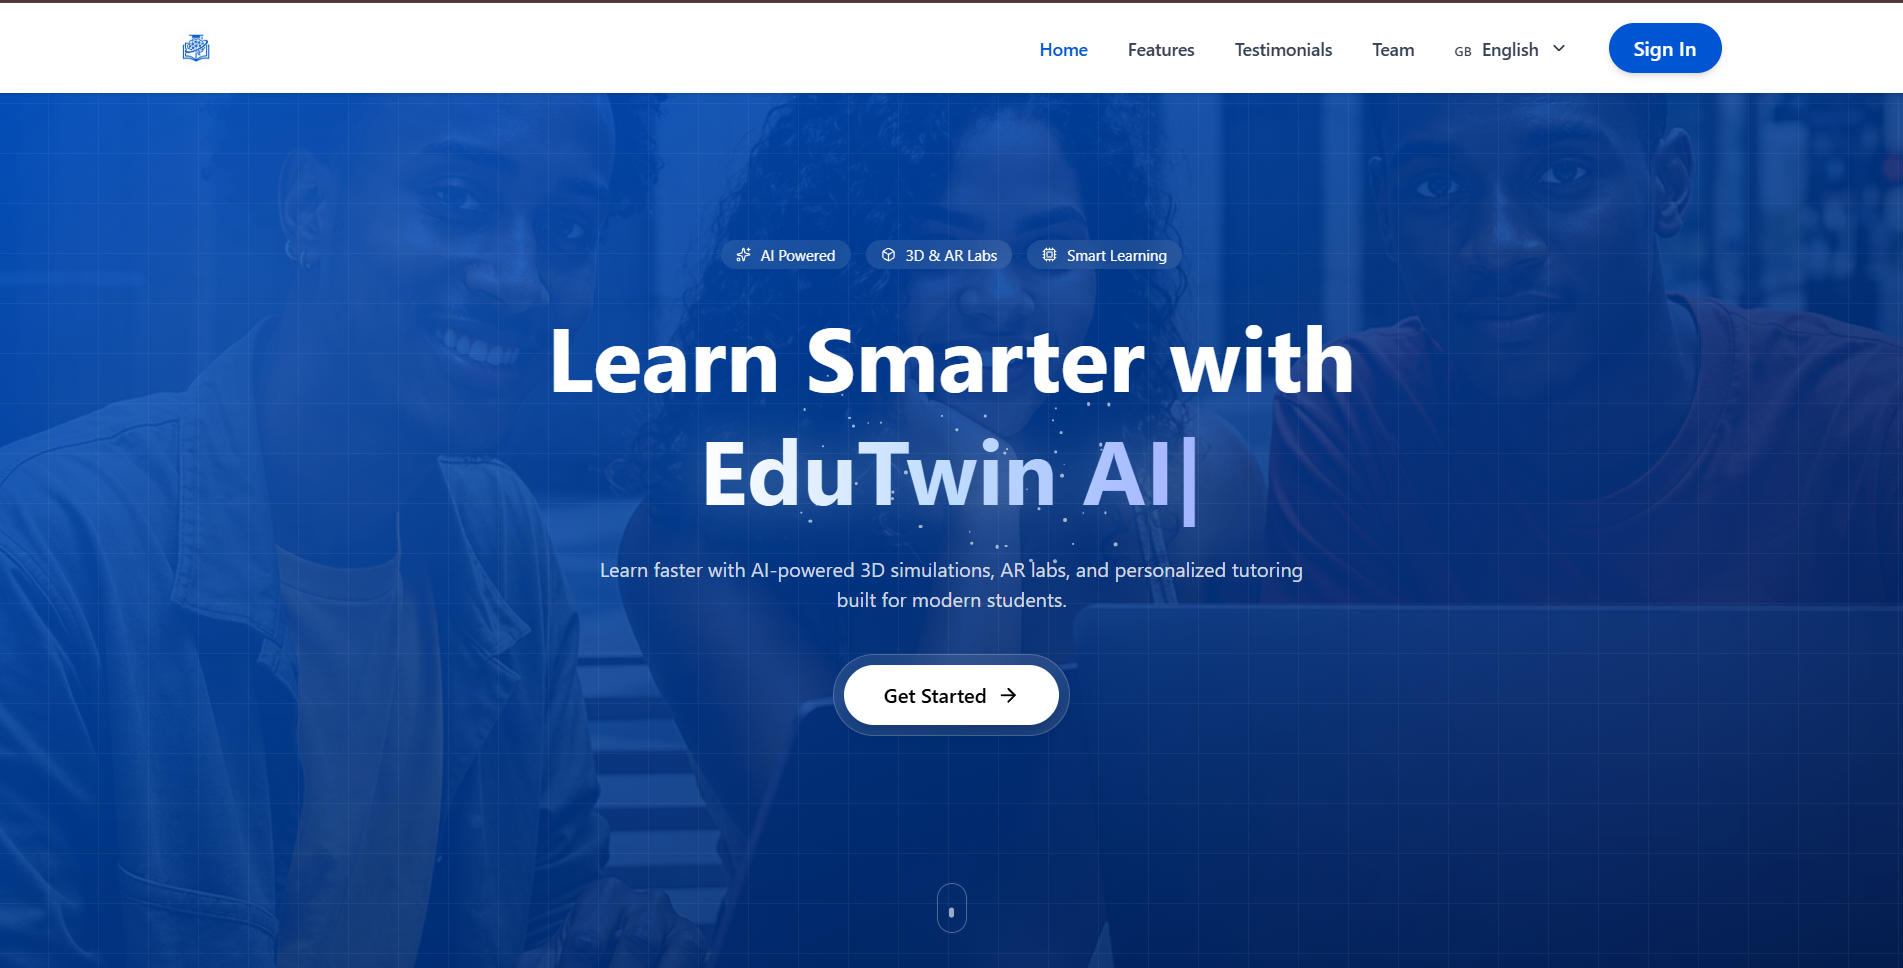 Home Features Testimonials Team GB English Sign In
AI Powered 3D & AR Labs Smart Learning
Learn Smarter with
EduTwin AI|
Learn faster with AI-powered 3D simulations, AR labs, and personalized tutoring
built for modern students.
Get Started →